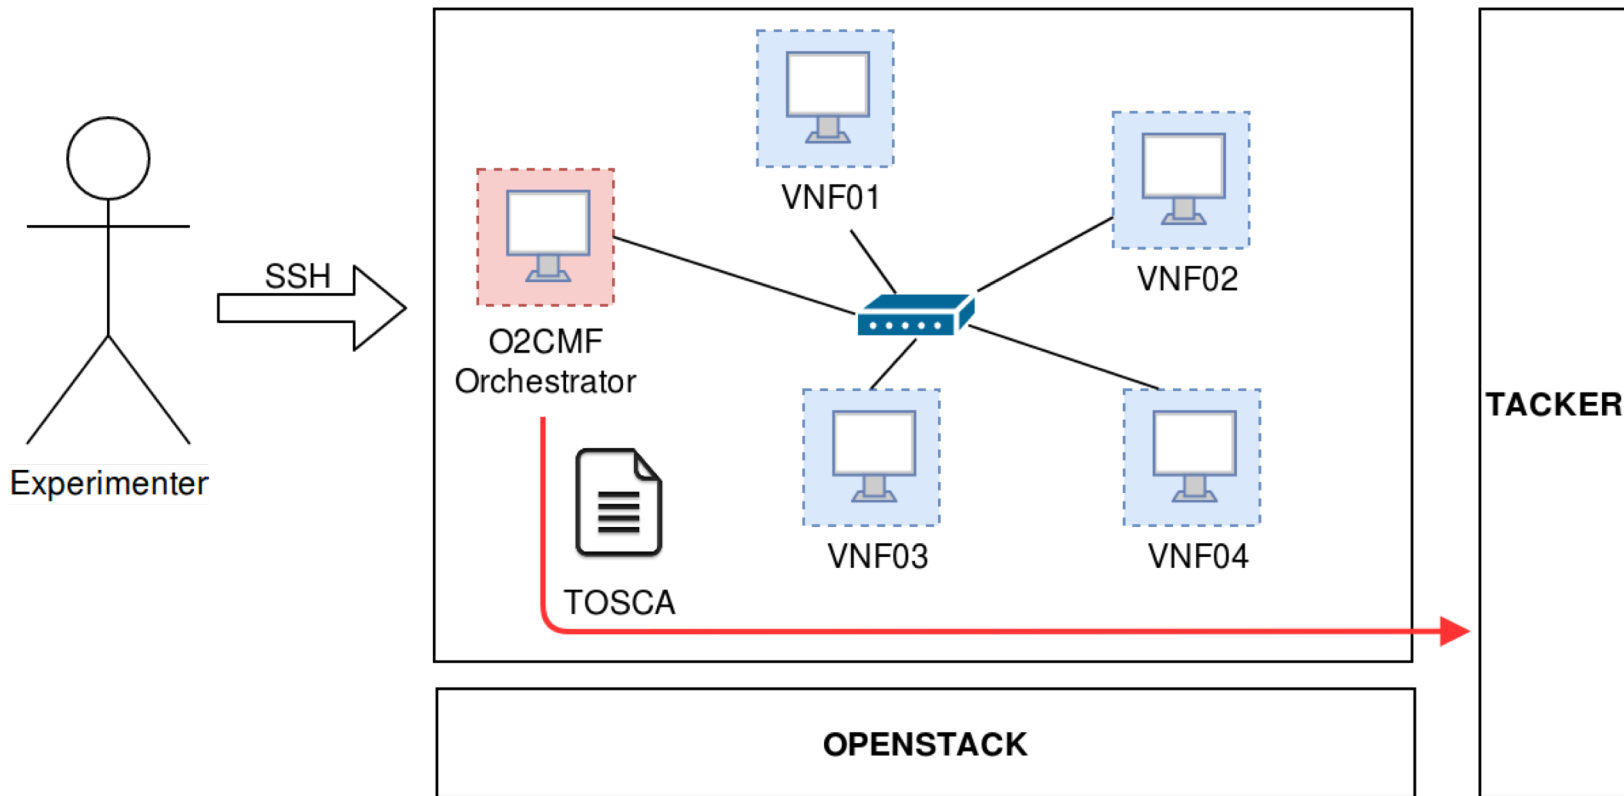 Experimenter
SSH
O2CMF
Orchestrator
VNF01
VNF02
VNF03
VNF04
TOSCA
TACKER
OPENSTACK